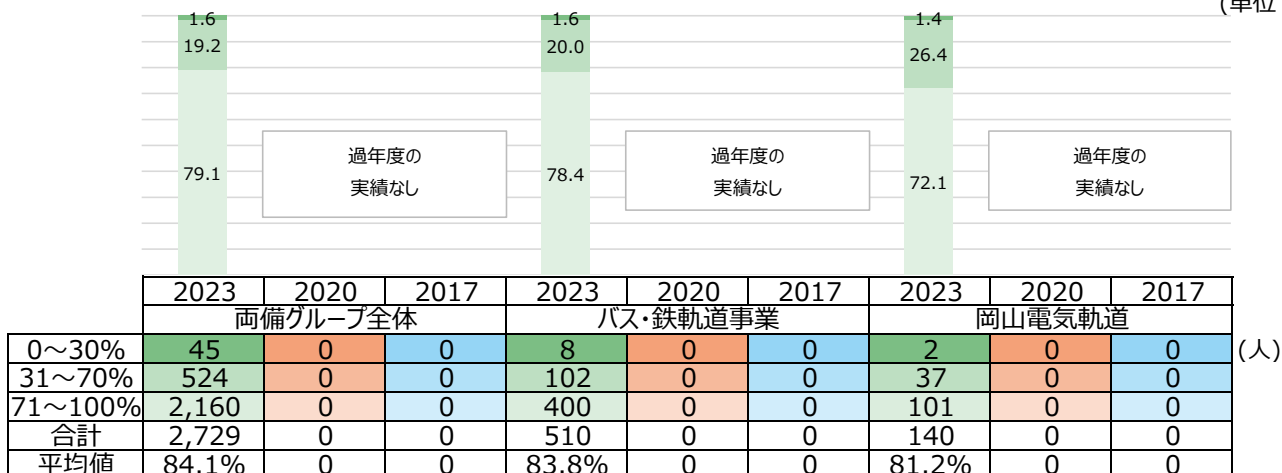 (単位
1.6 1.6 1.4
19.2 20.0 26.4
過年度の 過年度の 過年度の
79.1 実績なし 78.4 実績なし 72.1 実績なし
2023 2020 2017 2023 2020 2017 2023 2020 2017
両備グループ全体 バス・鉄軌道事業 岡山電気軌道
0～30% 45 0 0 8 0 0 2 0 0 (人)
31～70% 524 0 0 102 0 0 37 0 0
71～100% 2,160 0 0 400 0 0 101 0 0
合計 2,729 0 0 510 0 0 140 0 0
平均値 84.1% 0 0 83.8% 0 0 81.2% 0 0